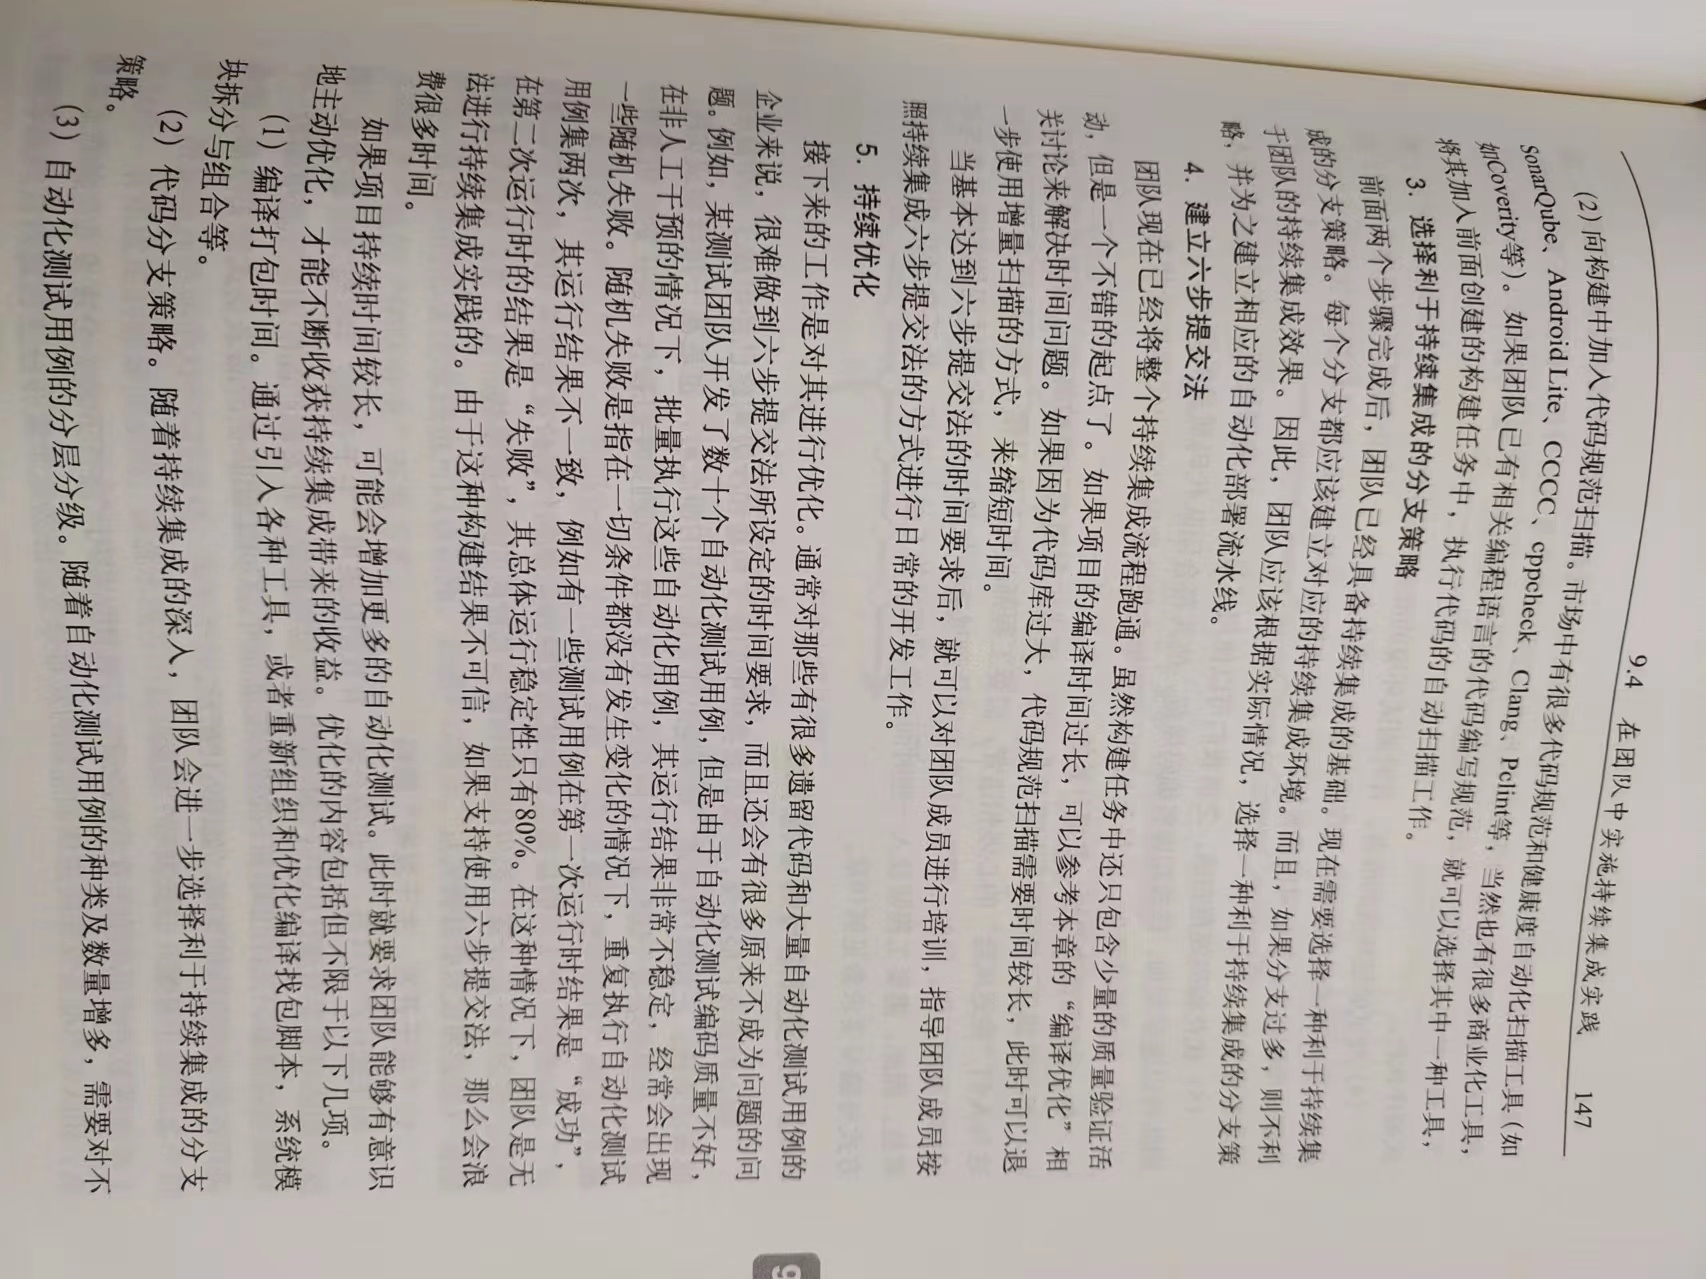 9.4 在团队中实施持续集成实践 147
(2)向构建中加入代码规范扫描。市场中有很多代码规范和健康度自动化扫描工具(如
SonarQube、Android Lite、CCCC、cppcheck、Clang、Pclint等，当然也有很多商业化工具，
如Coverity等)。如果团队已有相关编程语言的代码编写规范，就可以选择其中一种工具，
将其加入前面创建的构建任务中，执行代码的自动扫描工作。
3. 选择利于持续集成的分支策略
前面两个步骤完成后，团队已经具备持续集成的基础。现在需要选择一种利于持续集
成的分支策略。每个分支都应该建立对应的持续集成环境。而且，如果分支过多，则不利
于团队的持续集成效果。因此，团队应该根据实际情况，选择一种利于持续集成的分支策
略，并为之建立相应的自动化部署流水线。
4. 建立六步提交法
团队现在已经将整个持续集成流程跑通。虽然构建任务中还只包含少量的质量验证活
动，但是一个不错的起点了。如果项目的编译时间过长，可以参考本章的“编译优化”相
关讨论来解决时间问题。如果因为代码库过大，代码规范扫描需要时间较长，此时可以退
一步使用增量扫描的方式，来缩短时间。
当基本达到六步提交法的时间要求后，就可以对团队成员进行培训，指导团队成员按
照持续集成六步提交法的方式进行日常的开发工作。
5. 持续优化
接下来的工作是对其进行优化。通常对那些有很多遗留代码和大量自动化测试用例的
企业来说，很难做到六步提交法所设定的时间要求，而且还会有很多原来不成为问题的问
题。例如，某测试团队开发了数十个自动化测试用例，但是由于自动化测试编码质量不好，
在非人工干预的情况下，批量执行这些自动化用例，其运行结果非常不稳定，经常会出现
一些随机失败。随机失败是指在一切条件都没有发生变化的情况下，重复执行自动化测试
用例集两次，其运行结果不一致，例如有一些测试用例在第一次运行时结果是“成功”，
在第二次运行时的结果是“失败”，其总体运行稳定性只有80%。在这种情况下，团队是无
法进行持续集成实践的。由于这种构建结果不可信，如果支持使用六步提交法，那么会浪
费很多时间。
如果项目持续时间较长，可能会增加更多的自动化测试。此时就要求团队能够有意识
地主动优化，才能不断收获持续集成带来的收益。优化的内容包括但不限于以下几项。
(1) 编译打包时间。通过引入各种工具，或者重新组织和优化编译找包脚本，系统模
块拆分与组合等。
(2) 代码分支策略。随着持续集成的深入，团队会进一步选择利于持续集成的分支
策略。
(3) 自动化测试用例的分层分级。随着自动化测试用例的种类及数量增多，需要对不
9